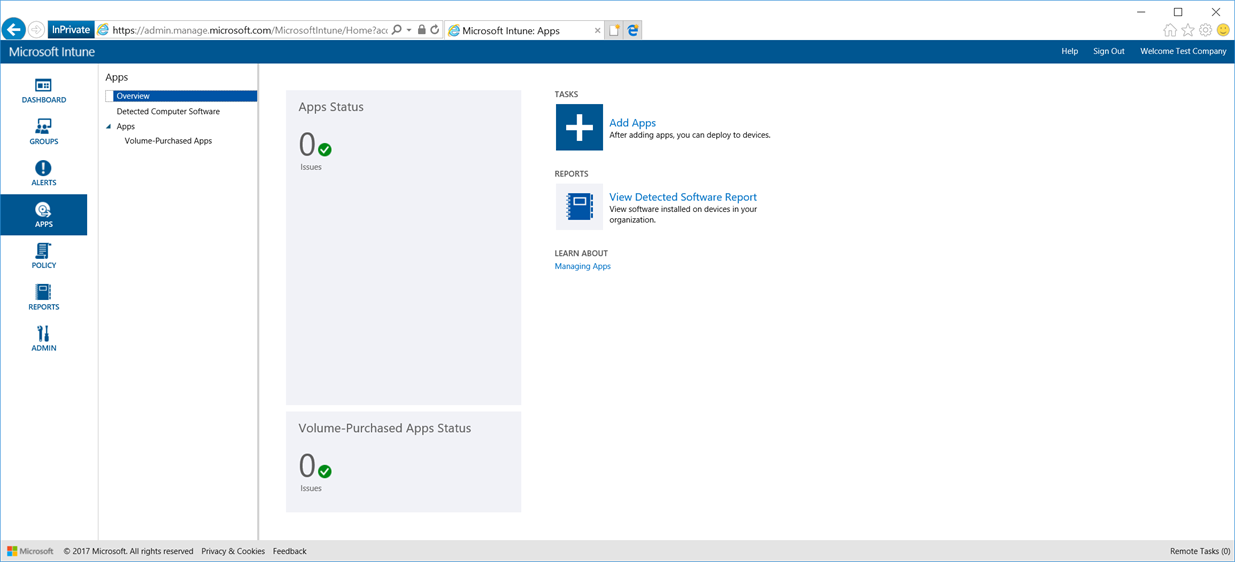 InPrivate
https://admin.manage.microsoft.com/MicrosoftIntune/Home?acc
Microsoft Intune: Apps
Microsoft Intune
Help
Sign Out
Welcome Test Company
DASHBOARD
GROUPS
ALERTS
APPS
POLICY
REPORTS
ADMIN
Apps
Overview
Detected Computer Software
Apps
Volume-Purchased Apps
Apps Status
0
Issues
Volume-Purchased Apps Status
0
Issues
TASKS
Add Apps
After adding apps, you can deploy to devices.
REPORTS
View Detected Software Report
View software installed on devices in your
organization.
LEARN ABOUT
Managing Apps
Microsoft
© 2017 Microsoft. All rights reserved
Privacy & Cookies
Feedback
Remote Tasks (0)